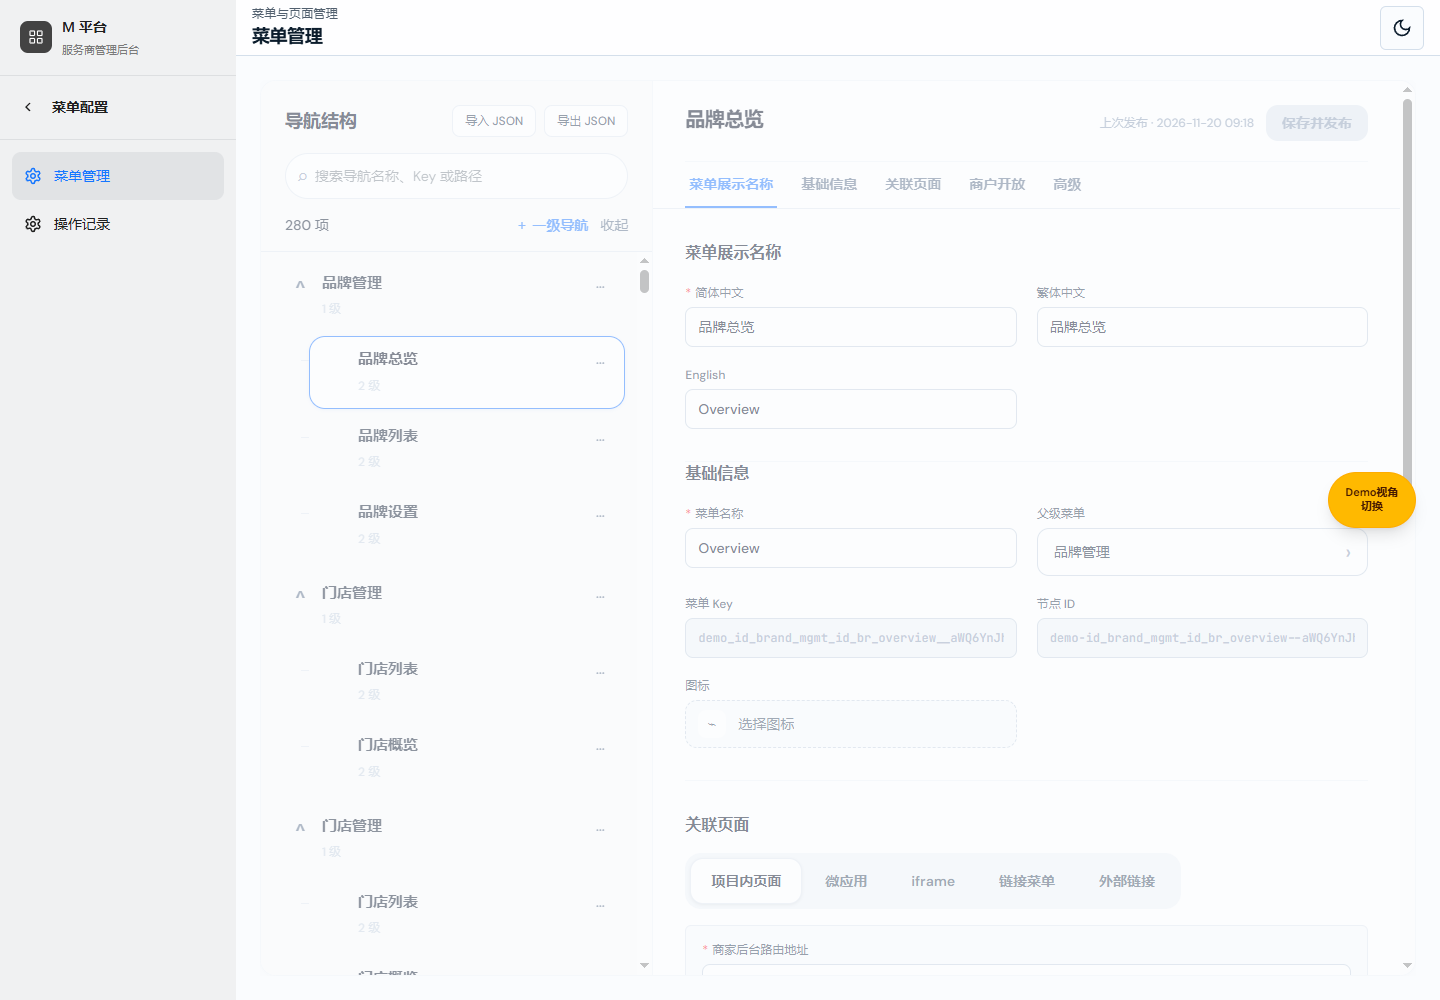 M 平台
服务商管理后台
菜单配置
菜单管理
操作记录
菜单与页面管理
菜单管理
导航结构
导入 JSON
导出 JSON
搜索导航名称、Key 或路径
280 项
+ 一级导航
收起
品牌管理
...
1 级
品牌总览
...
2 级
品牌列表
...
2 级
品牌设置
...
2 级
门店管理
...
1 级
门店列表
...
2 级
门店概览
...
2 级
门店管理
...
1 级
门店列表
...
2 级
门店概览
品牌总览
上次发布 · 2026-11-20 09:18
保存并发布
菜单展示名称
基础信息
关联页面
商户开放
高级
菜单展示名称
* 简体中文
繁体中文
品牌总览
品牌总览
English
Overview
基础信息
* 菜单名称
父级菜单
Overview
品牌管理
菜单 Key
节点 ID
demo_id_brand_mgmt_id_br_overview__aWQ6YnJl
demo-id_brand_mgmt_id_br_overview--aWQ6YnJl
图标
选择图标
关联页面
项目内页面
微应用
iframe
链接菜单
外部链接
* 商家后台路由地址
Demo视角
切换